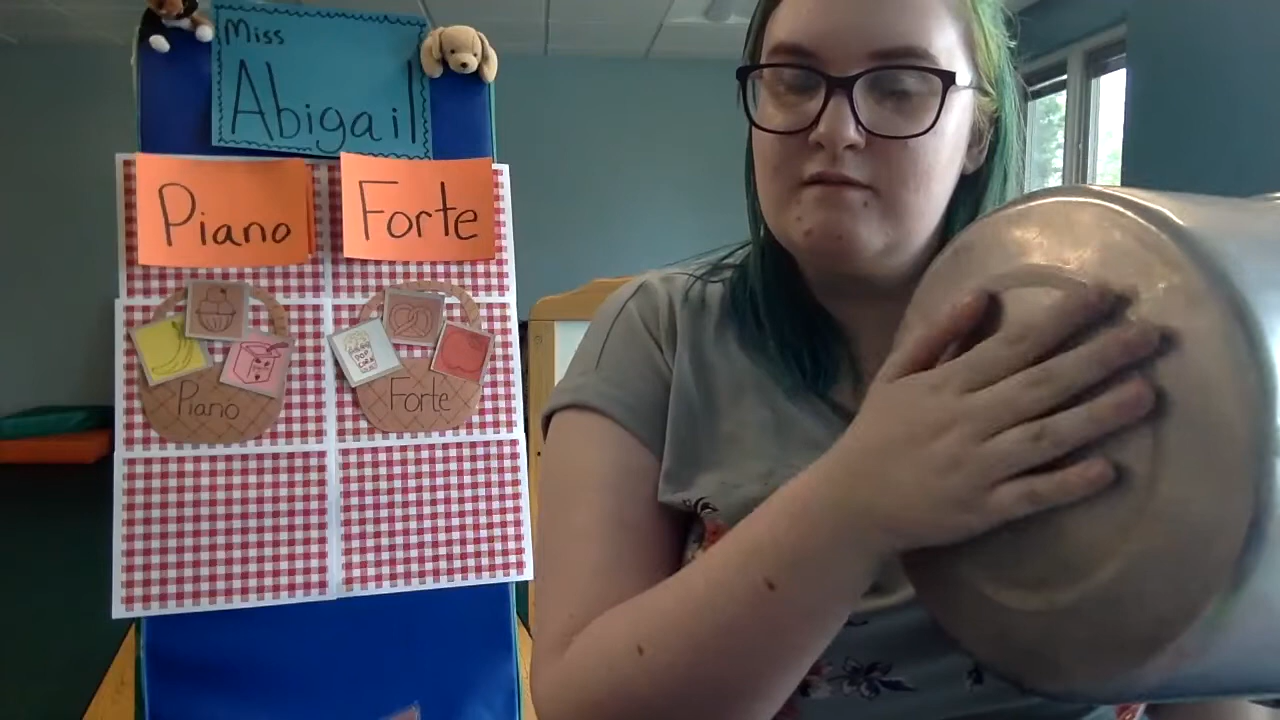 Miss
Abigail
Piano
Forte
POP
CORN
Piano
Forte